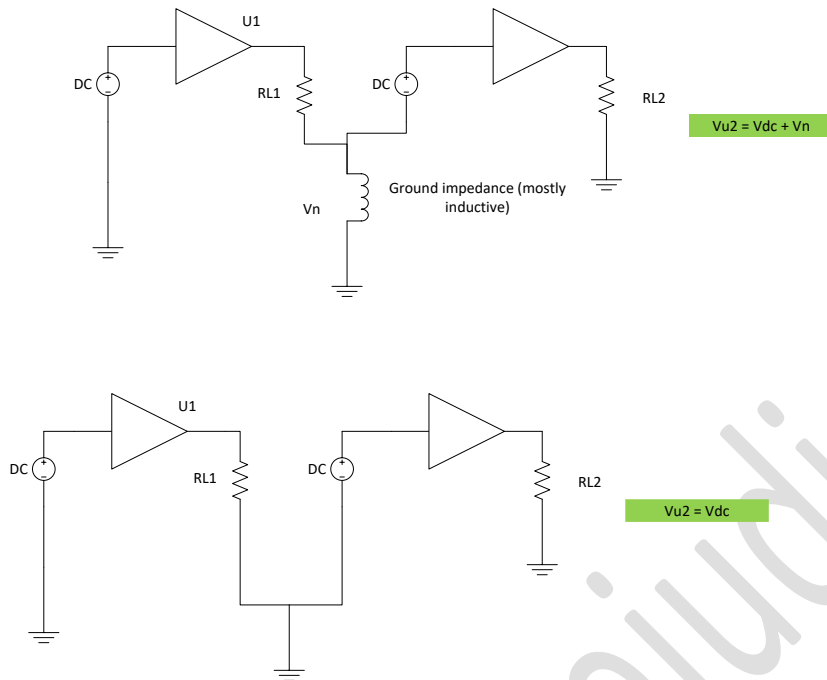 U1
DC
RL1
DC
RL2
Vu2 = Vdc + Vn
Vn
Ground impedance (mostly
inductive)
U1
DC
RL1
DC
RL2
Vu2 = Vdc